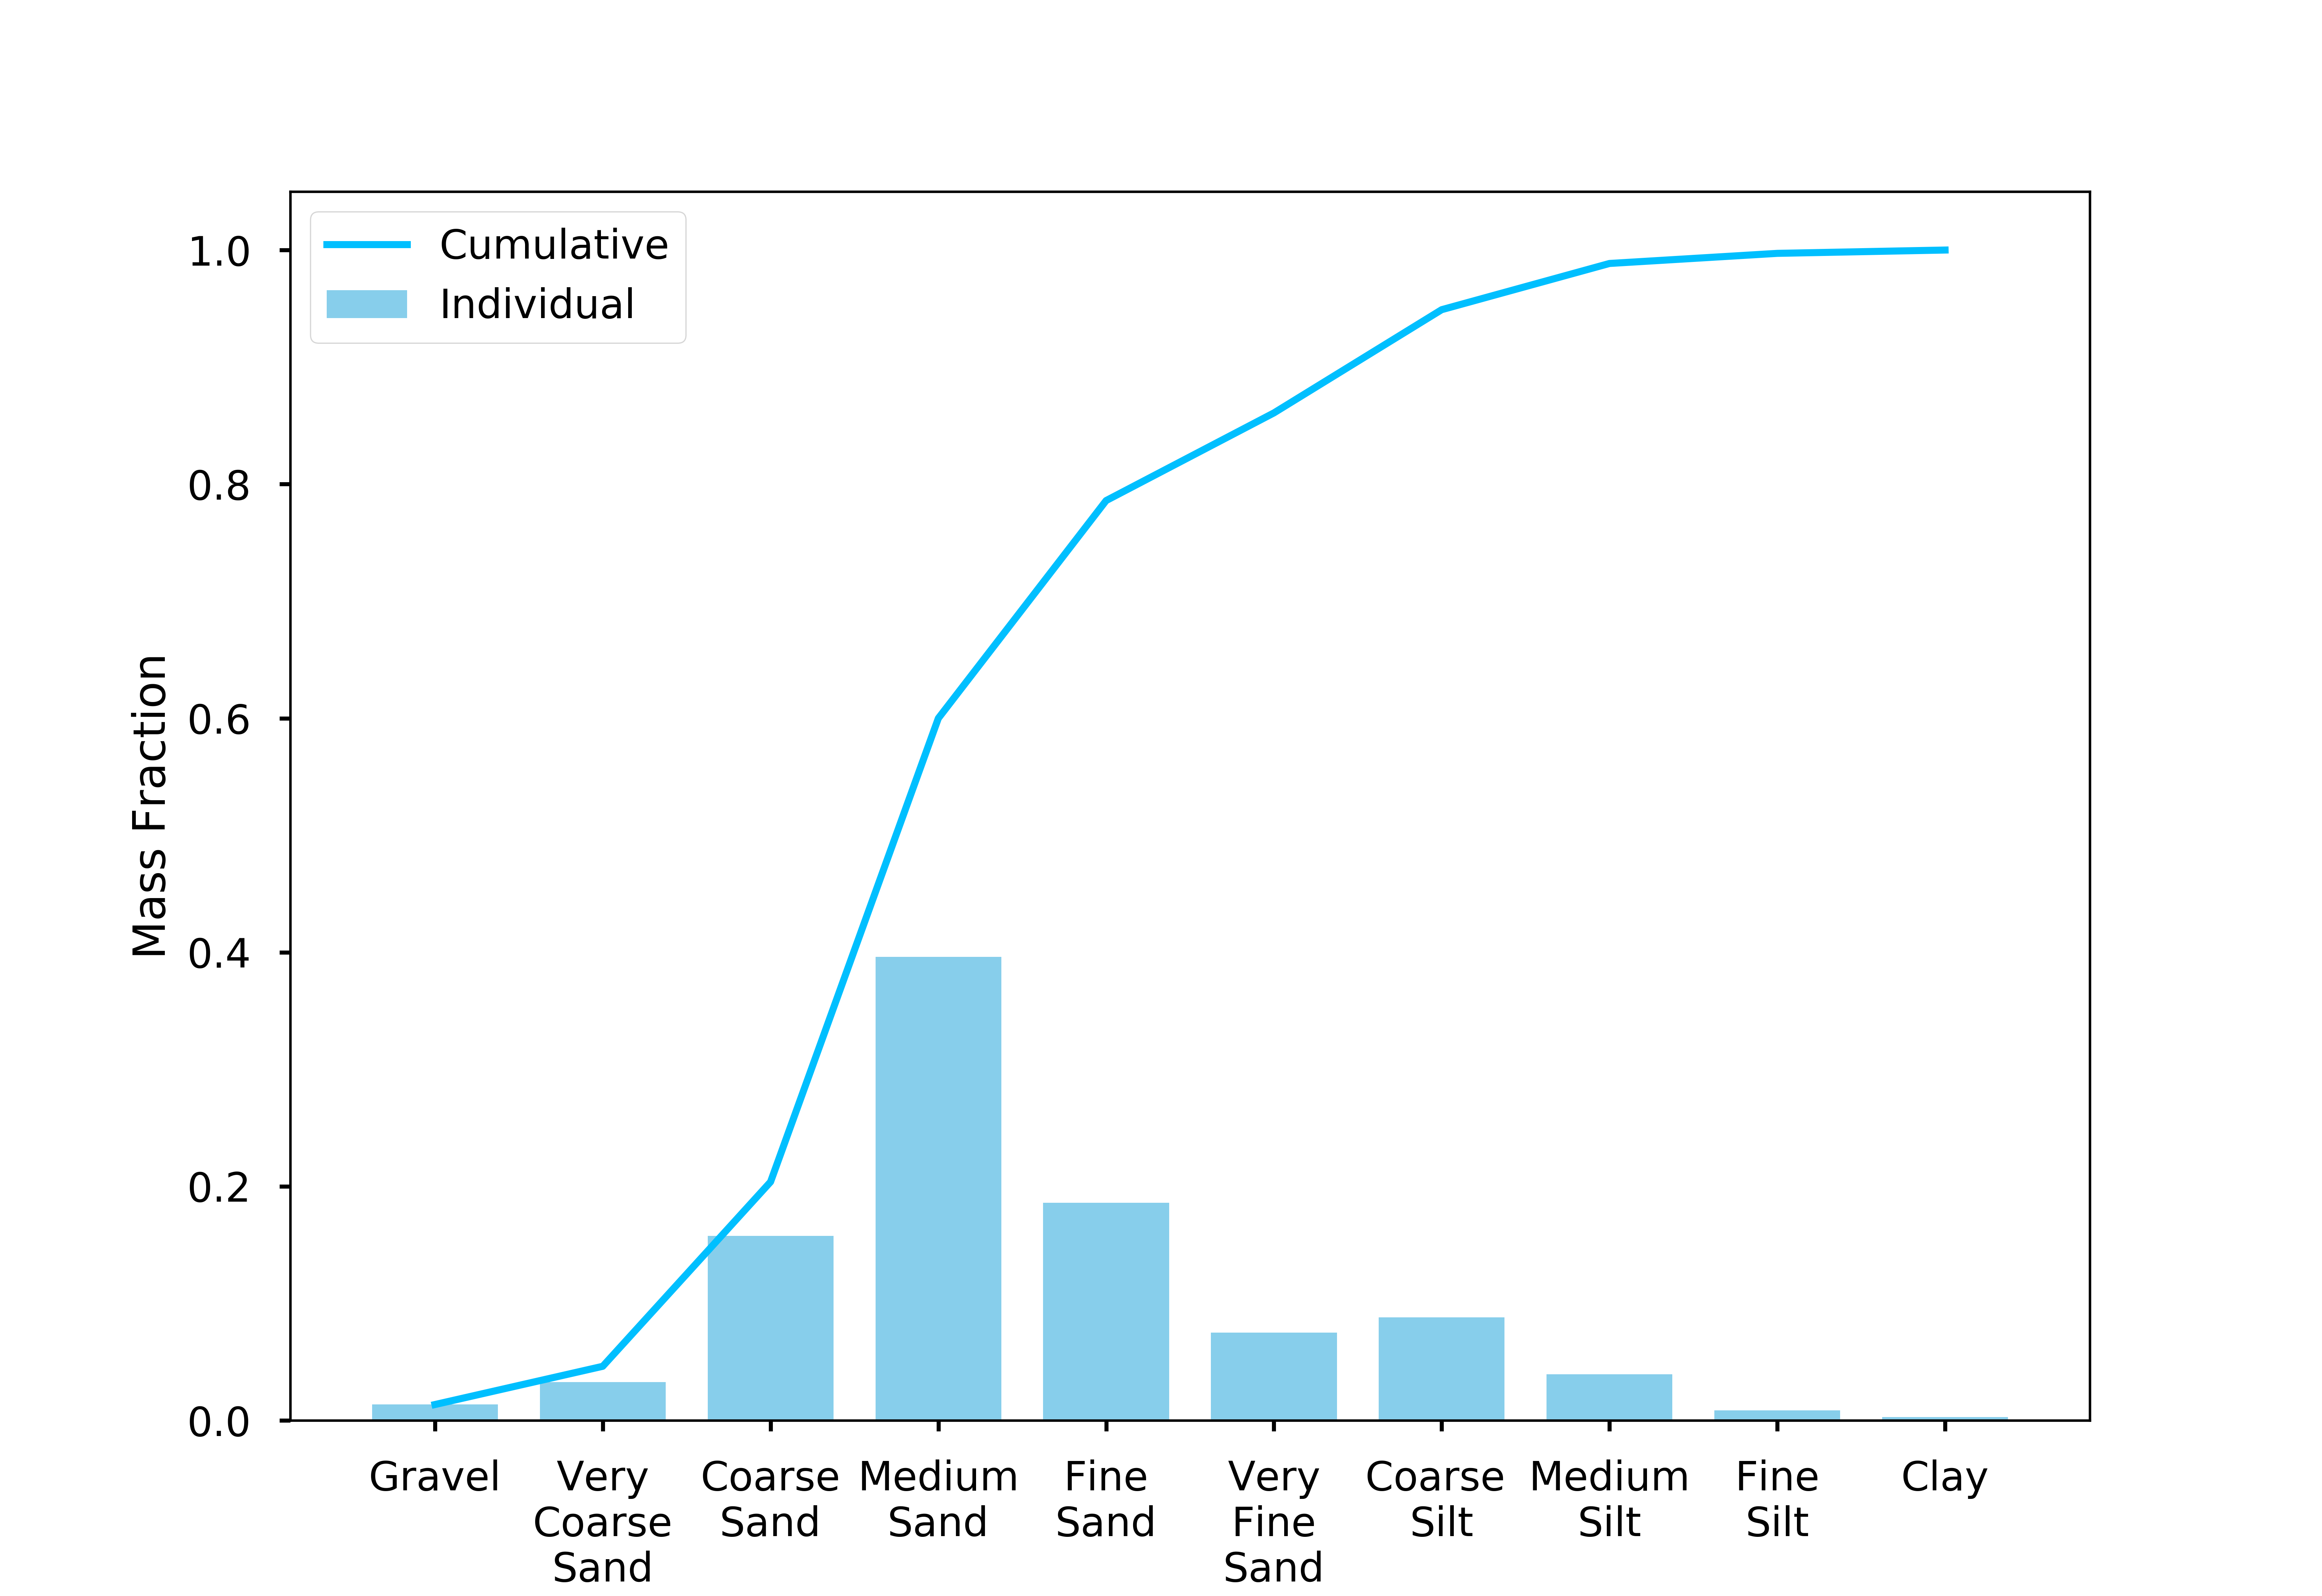 Cumulative
Individual
1.0
0.8
0.6
0.4
0.2
0.0
Mass Fraction
Gravel
Very
Coarse
Sand
Coarse
Sand
Medium
Sand
Fine
Sand
Very
Fine
Sand
Coarse
Silt
Medium
Silt
Fine
Silt
Clay